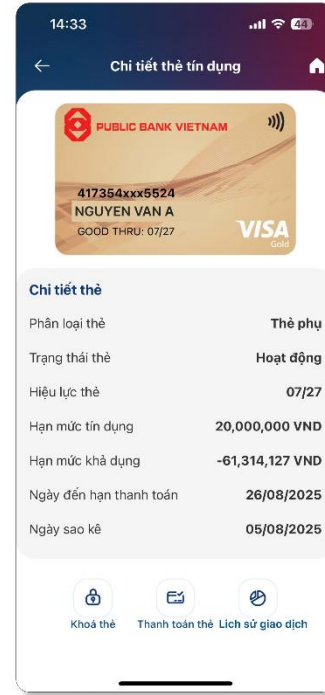 14:33
44
Chi tiết thẻ tín dụng
PUBLIC BANK VIETNAM
417354xxx5524
NGUYEN VAN A
GOOD THRU: 07/27
VISA
Gold
Chi tiết thẻ
Phân loại thẻ Thẻ phụ
Trạng thái thẻ Hoạt động
Hiệu lực thẻ 07/27
Hạn mức tín dụng 20,000,000 VND
Hạn mức khả dụng -61,314,127 VND
Ngày đến hạn thanh toán 26/08/2025
Ngày sao kê 05/08/2025
Khoá thẻ Thanh toán thẻ Lich sử giao dịch